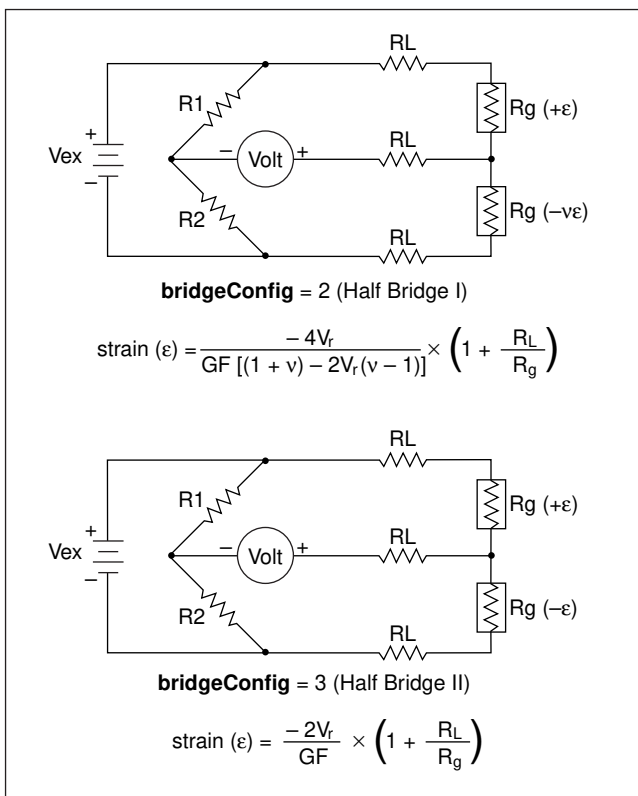 RL
R1
Rg (+ε)
+
Vex
−
− Volt +
RL
R2
Rg (−νε)
RL
bridgeConfig = 2 (Half Bridge I)
strain (ε) = −4Vr / GF [(1 + ν) − 2Vr(ν − 1)] × (1 + RL / Rg)
RL
R1
Rg (+ε)
+
Vex
−
− Volt +
RL
R2
Rg (−ε)
RL
bridgeConfig = 3 (Half Bridge II)
strain (ε) = −2Vr / GF × (1 + RL / Rg)